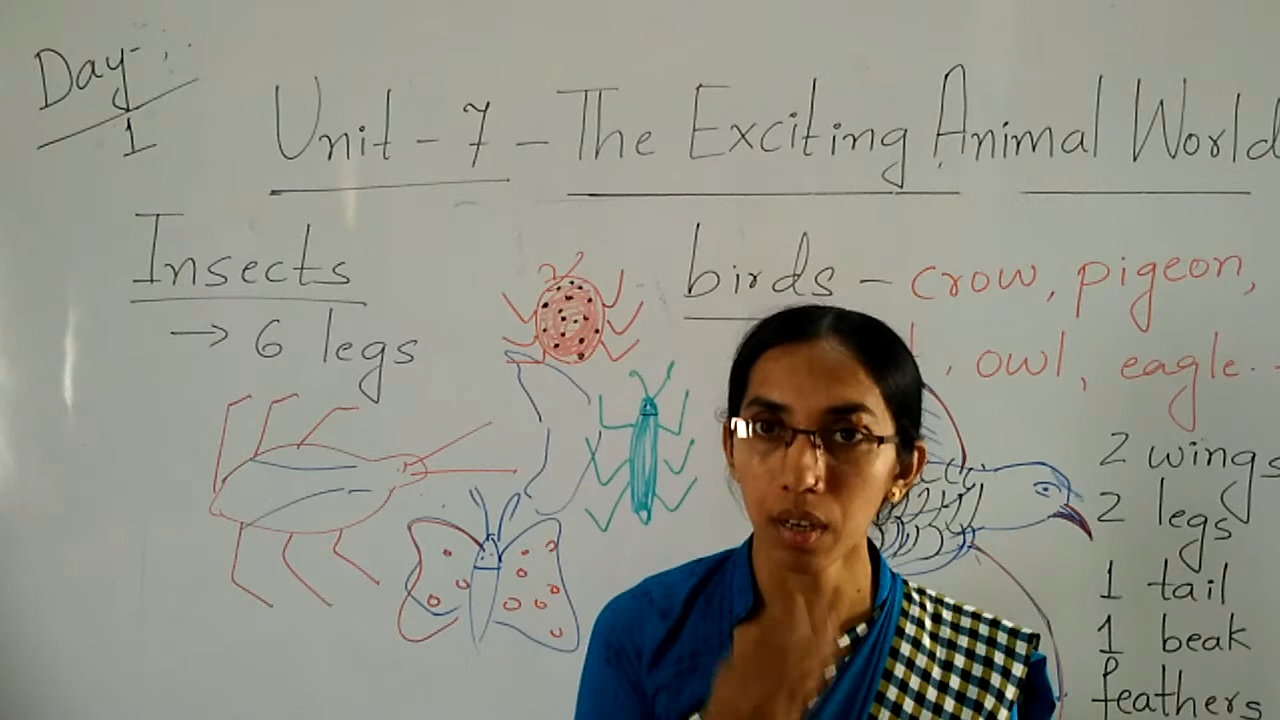 Day-
1
Unit - 7 - The Exciting Animal World
Insects
→ 6 legs
birds - crow, pigeon,
, owl, eagle..
2 wings
2 legs
1 tail
1 beak
feathers